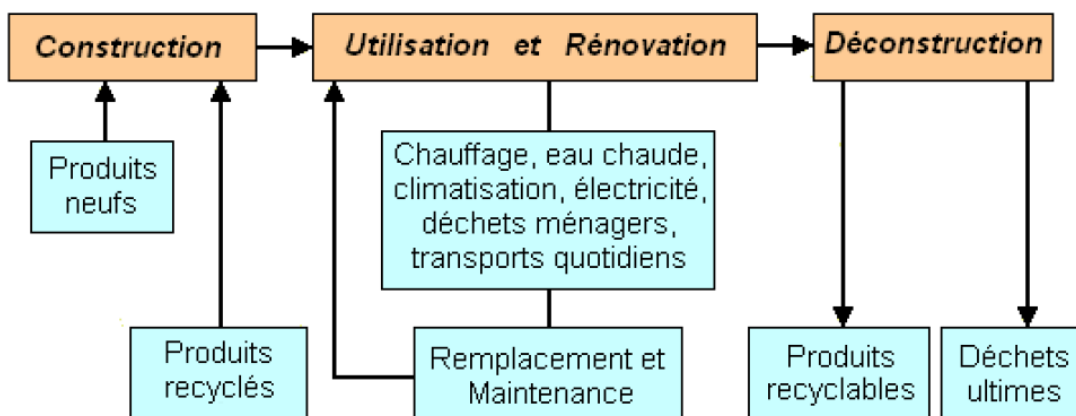 Construction
Utilisation et Rénovation
Déconstruction
Produits
neufs
Chauffage, eau chaude,
climatisation, électricité,
déchets ménagers,
transports quotidiens
Produits
recyclés
Remplacement et
Maintenance
Produits
recyclables
Déchets
ultimes